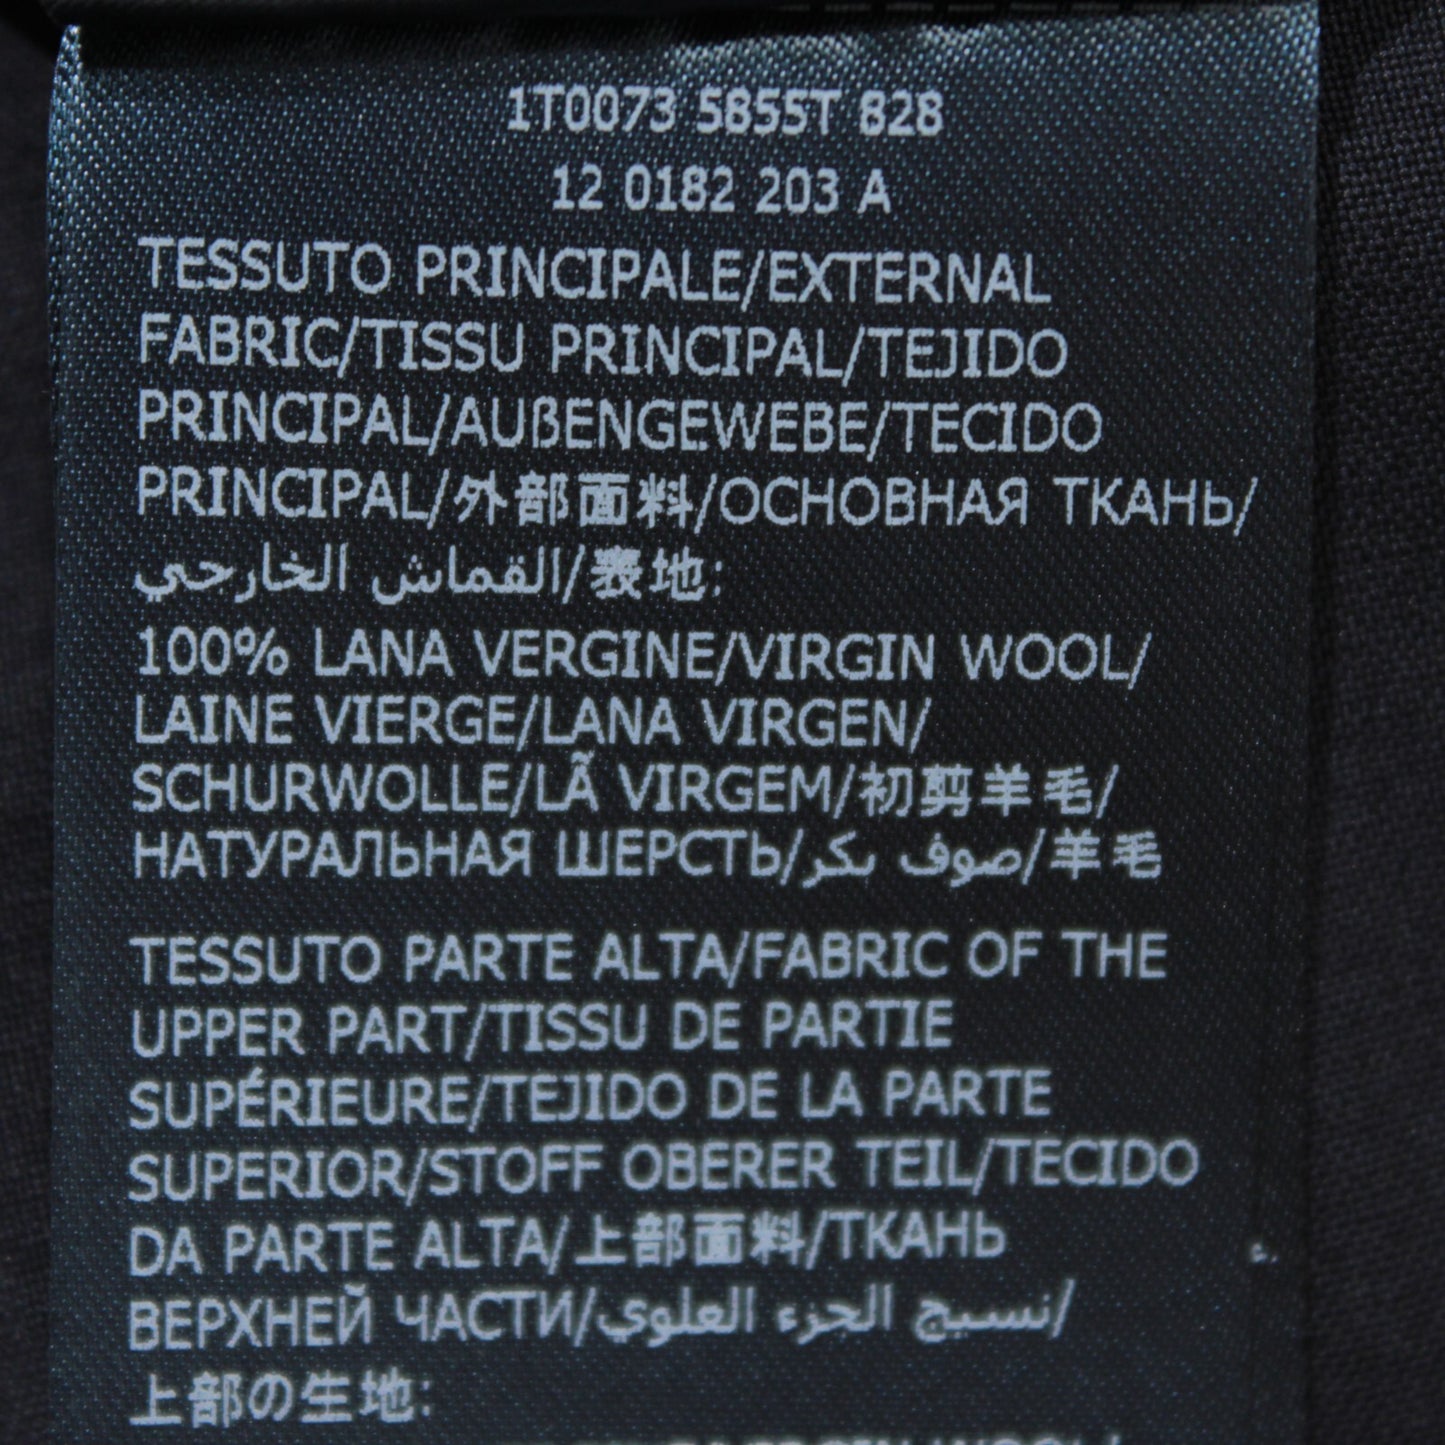 1T0073 5855T 828
12 0182 203 A
TESSUTO PRINCIPALE/EXTERNAL
FABRIC/TISSU PRINCIPAL/TEJIDO
PRINCIPAL/AUßENGEWEBE/TECIDO
PRINCIPAL/外部面料/ОСНОВНАЯ ТКАНЬ/
القماش الخارجي/表地:
100% LANA VERGINE/VIRGIN WOOL/
LAINE VIERGE/LANA VIRGEN/
SCHURWOLLE/LÃ VIRGEM/初剪羊毛/
НАТУРАЛЬНАЯ ШЕРСТЬ/صوف بكر/羊毛
TESSUTO PARTE ALTA/FABRIC OF THE
UPPER PART/TISSU DE PARTIE
SUPÉRIEURE/TEJIDO DE LA PARTE
SUPERIOR/STOFF OBERER TEIL/TECIDO
DA PARTE ALTA/上部面料/ТКАНЬ
ВЕРХНЕЙ ЧАСТИ/نسيج الجزء العلوي/
上部の生地: